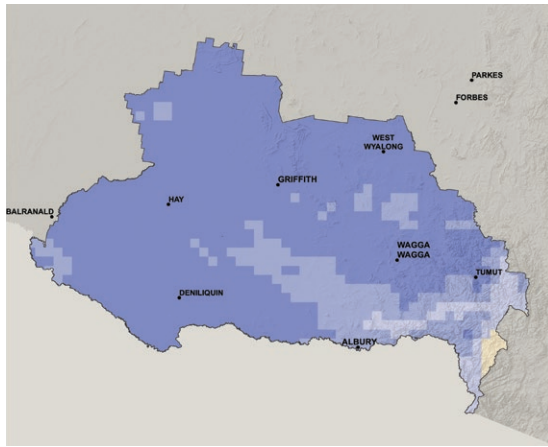 PARKES
FORBES
WEST
WYALONG
GRIFFITH
HAY
BALRANALD
WAGGA
WAGGA
TUMUT
DENILIQUIN
ALBURY